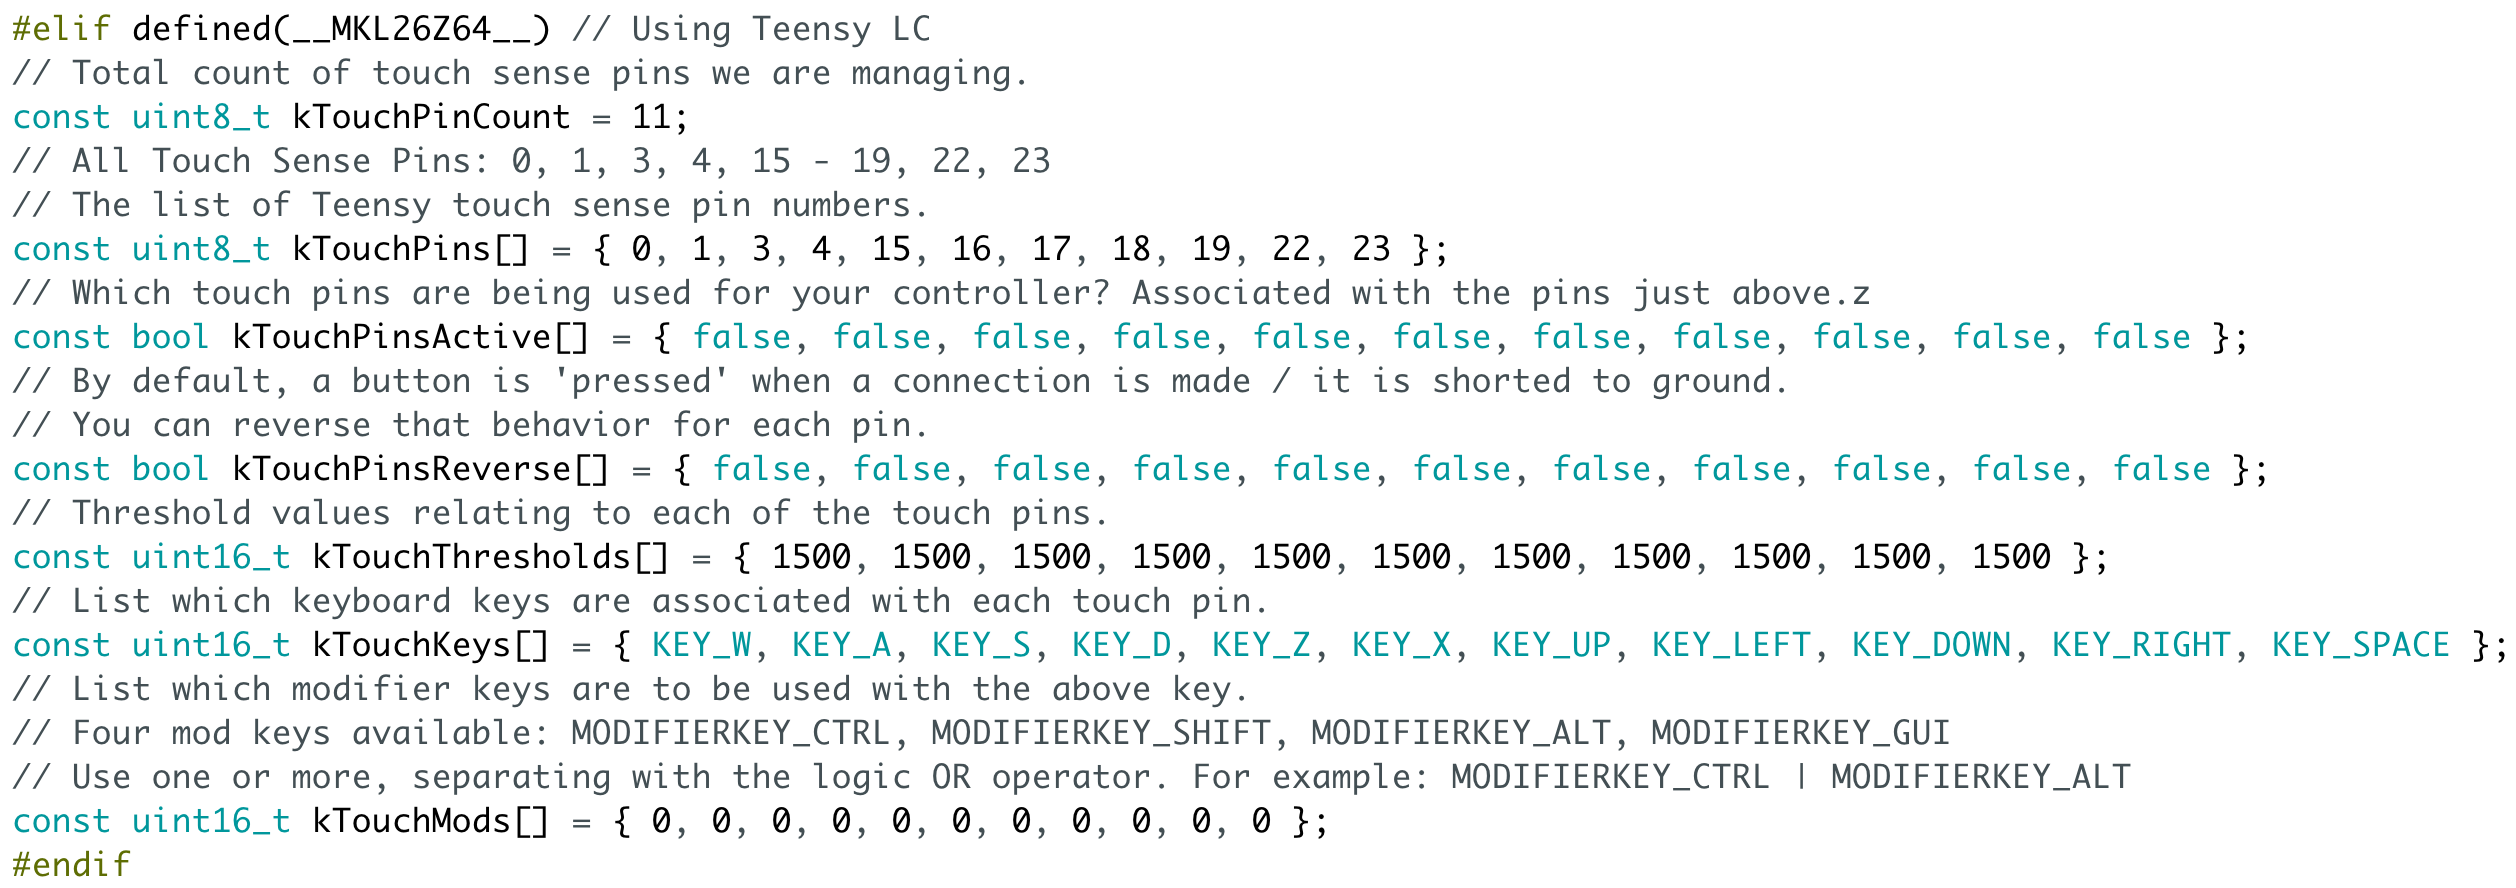 #elif defined(__MKL26Z64__) // Using Teensy LC
// Total count of touch sense pins we are managing.
const uint8_t kTouchPinCount = 11;
// All Touch Sense Pins: 0, 1, 3, 4, 15 - 19, 22, 23
// The list of Teensy touch sense pin numbers.
const uint8_t kTouchPins[] = { 0, 1, 3, 4, 15, 16, 17, 18, 19, 22, 23 };
// Which touch pins are being used for your controller? Associated with the pins just above.z
const bool kTouchPinsActive[] = { false, false, false, false, false, false, false, false, false, false, false };
// By default, a button is 'pressed' when a connection is made / it is shorted to ground.
// You can reverse that behavior for each pin.
const bool kTouchPinsReverse[] = { false, false, false, false, false, false, false, false, false, false, false };
// Threshold values relating to each of the touch pins.
const uint16_t kTouchThresholds[] = { 1500, 1500, 1500, 1500, 1500, 1500, 1500, 1500, 1500, 1500, 1500 };
// List which keyboard keys are associated with each touch pin.
const uint16_t kTouchKeys[] = { KEY_W, KEY_A, KEY_S, KEY_D, KEY_Z, KEY_X, KEY_UP, KEY_LEFT, KEY_DOWN, KEY_RIGHT, KEY_SPACE };
// List which modifier keys are to be used with the above key.
// Four mod keys available: MODIFIERKEY_CTRL, MODIFIERKEY_SHIFT, MODIFIERKEY_ALT, MODIFIERKEY_GUI
// Use one or more, separating with the logic OR operator. For example: MODIFIERKEY_CTRL | MODIFIERKEY_ALT
const uint16_t kTouchMods[] = { 0, 0, 0, 0, 0, 0, 0, 0, 0, 0, 0 };
#endif